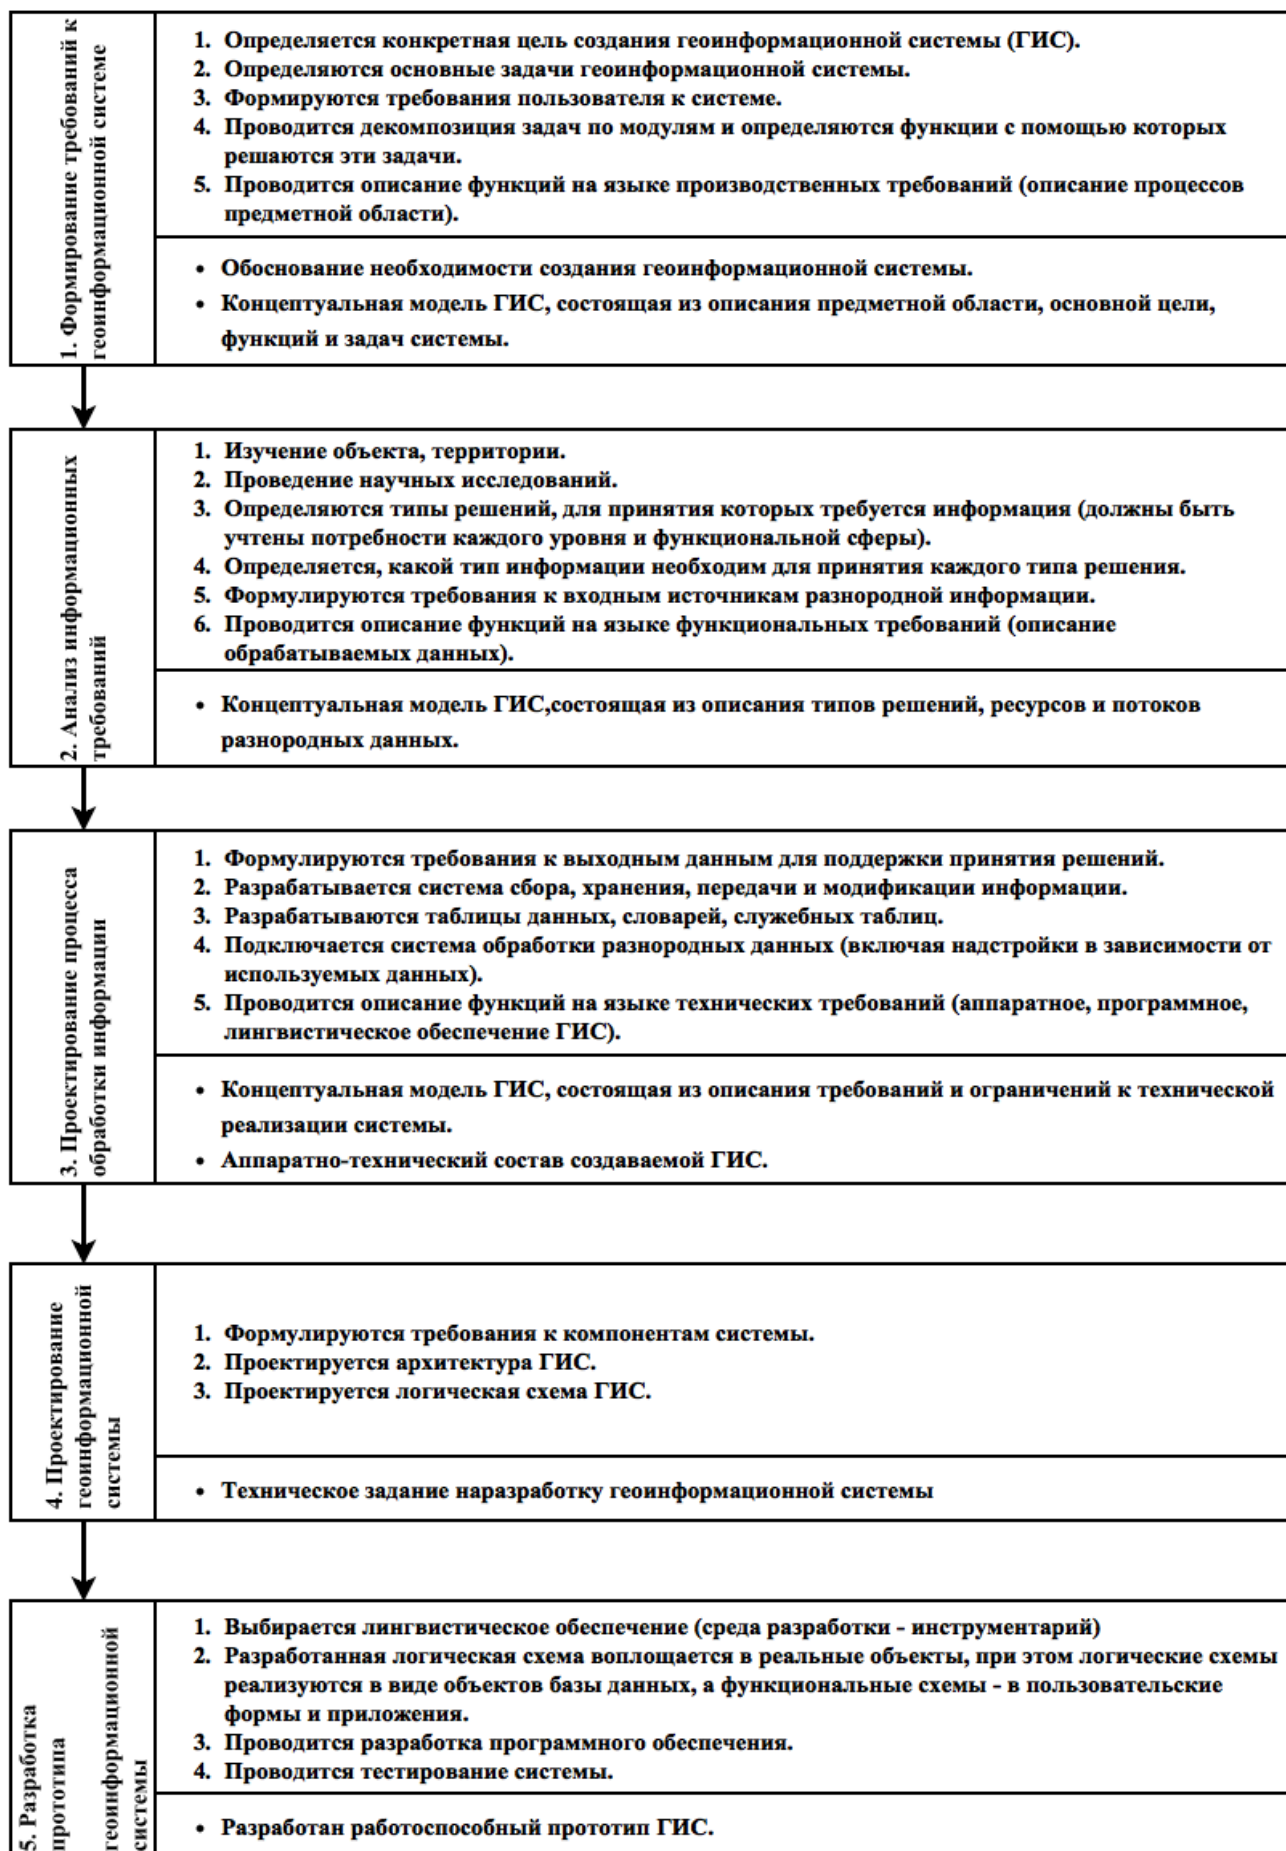 1. Формирование требований к
геоинформационной системе
1. Определяется конкретная цель создания геоинформационной системы (ГИС).
2. Определяются основные задачи геоинформационной системы.
3. Формируются требования пользователя к системе.
4. Проводится декомпозиция задач по модулям и определяются функции с помощью которых
решаются эти задачи.
5. Проводится описание функций на языке производственных требований (описание процессов
предметной области).
• Обоснование необходимости создания геоинформационной системы.
• Концептуальная модель ГИС, состоящая из описания предметной области, основной цели,
функций и задач системы.
2. Анализ информационных
требований
1. Изучение объекта, территории.
2. Проведение научных исследований.
3. Определяются типы решений, для принятия которых требуется информация (должны быть
учтены потребности каждого уровня и функциональной сферы).
4. Определяется, какой тип информации необходим для принятия каждого типа решения.
5. Формулируются требования к входным источникам разнородной информации.
6. Проводится описание функций на языке функциональных требований (описание
обрабатываемых данных).
• Концептуальная модель ГИС,состоящая из описания типов решений, ресурсов и потоков
разнородных данных.
3. Проектирование процесса
обработки информации
1. Формулируются требования к выходным данным для поддержки принятия решений.
2. Разрабатывается система сбора, хранения, передачи и модификации информации.
3. Разрабатываются таблицы данных, словарей, служебных таблиц.
4. Подключается система обработки разнородных данных (включая надстройки в зависимости от
используемых данных).
5. Проводится описание функций на языке технических требований (аппаратное, программное,
лингвистическое обеспечение ГИС).
• Концептуальная модель ГИС, состоящая из описания требований и ограничений к технической
реализации системы.
• Аппаратно-технический состав создаваемой ГИС.
4. Проектирование
геоинформационной
системы
1. Формулируются требования к компонентам системы.
2. Проектируется архитектура ГИС.
3. Проектируется логическая схема ГИС.
• Техническое задание наразработку геоинформационной системы
5. Разработка
прототипа
геоинформационной
системы
1. Выбирается лингвистическое обеспечение (среда разработки - инструментарий)
2. Разработанная логическая схема воплощается в реальные объекты, при этом логические схемы
реализуются в виде объектов базы данных, а функциональные схемы - в пользовательские
формы и приложения.
3. Проводится разработка программного обеспечения.
4. Проводится тестирование системы.
• Разработан работоспособный прототип ГИС.